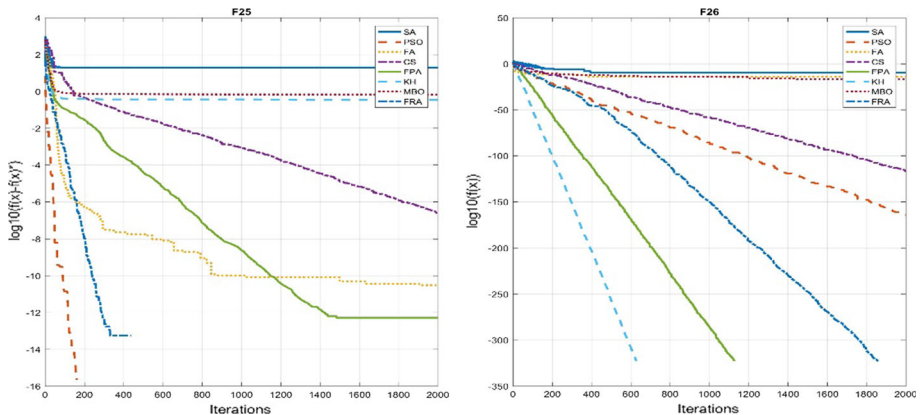 F25
4
2
0
-2
-4
-6
-8
-10
-12
-14
-16
log10(f(x)-f(x*))
0 200 400 600 800 1000 1200 1400 1600 1800 2000
Iterations
SA
PSO
FA
CS
FPA
KH
MBO
FRA
F26
50
0
-50
-100
-150
-200
-250
-300
-350
log10(f(x))
0 200 400 600 800 1000 1200 1400 1600 1800 2000
Iterations
SA
PSO
FA
CS
FPA
KH
MBO
FRA